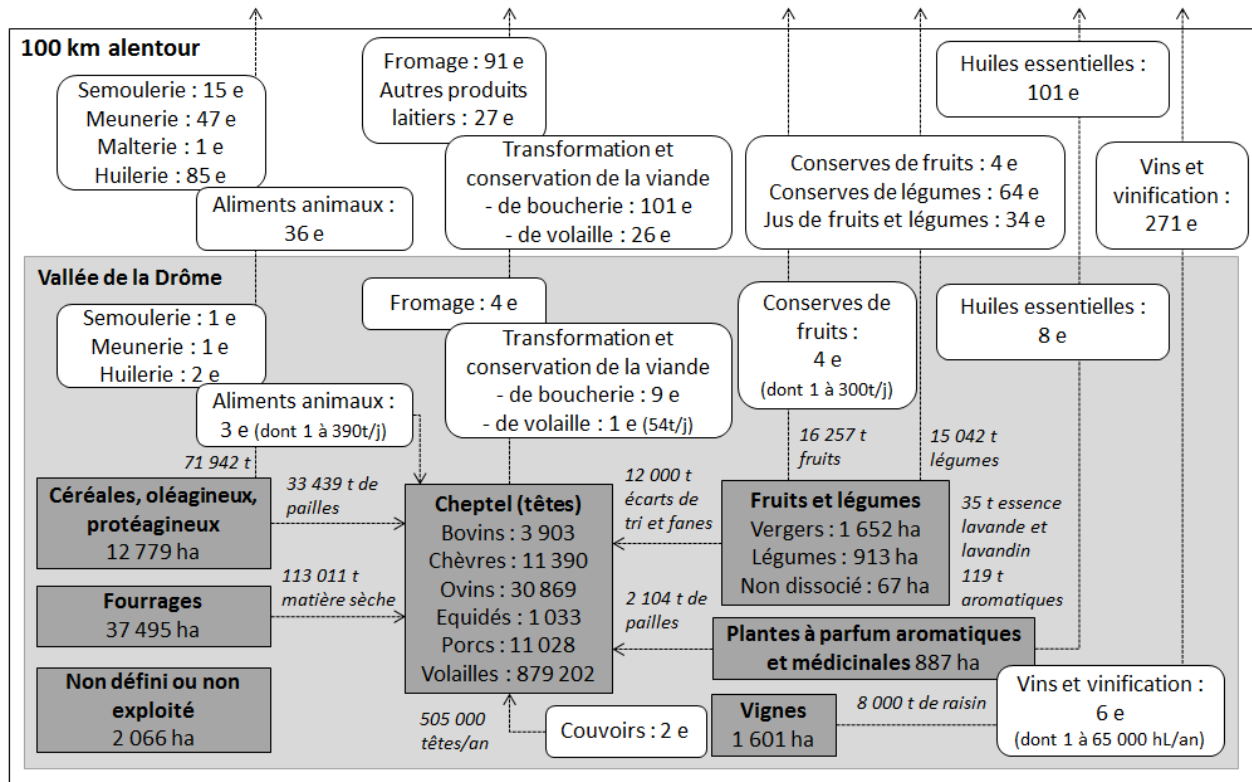 100 km alentour
Semoulerie : 15 e
Meunerie : 47 e
Malterie : 1 e
Huilerie : 85 e
Aliments animaux :
36 e
Fromage : 91 e
Autres produits
laitiers : 27 e
Transformation et
conservation de la viande
- de boucherie : 101 e
- de volaille : 26 e
Conserves de fruits : 4 e
Conserves de légumes : 64 e
Jus de fruits et légumes : 34 e
Huiles essentielles :
101 e
Vins et
vinification :
271 e
Vallée de la Drôme
Semoulerie : 1 e
Meunerie : 1 e
Huilerie : 2 e
Aliments animaux :
3 e (dont 1 à 390t/j)
Fromage : 4 e
Transformation et
conservation de la viande
- de boucherie : 9 e
- de volaille : 1 e (54t/j)
Conserves de
fruits :
4 e
(dont 1 à 300t/j)
Huiles essentielles :
8 e
71 942 t
16 257 t
fruits
15 042 t
légumes
Céréales, oléagineux,
protéagineux
12 779 ha
33 439 t de
pailles
Fourrages
37 495 ha
113 011 t
matière sèche
Non défini ou non
exploité
2 066 ha
Cheptel (têtes)
Bovins : 3 903
Chèvres : 11 390
Ovins : 30 869
Equidés : 1 033
Porcs : 11 028
Volailles : 879 202
12 000 t
écarts de
tri et fanes
Fruits et légumes
Vergers : 1 652 ha
Légumes : 913 ha
Non dissocié : 67 ha
35 t essence
lavande et
lavandin
119 t
aromatiques
2 104 t de
pailles
Plantes à parfum aromatiques
et médicinales 887 ha
505 000
têtes/an
Couvoirs : 2 e
Vignes
1 601 ha
8 000 t de raisin
Vins et vinification :
6 e
(dont 1 à 65 000 hL/an)